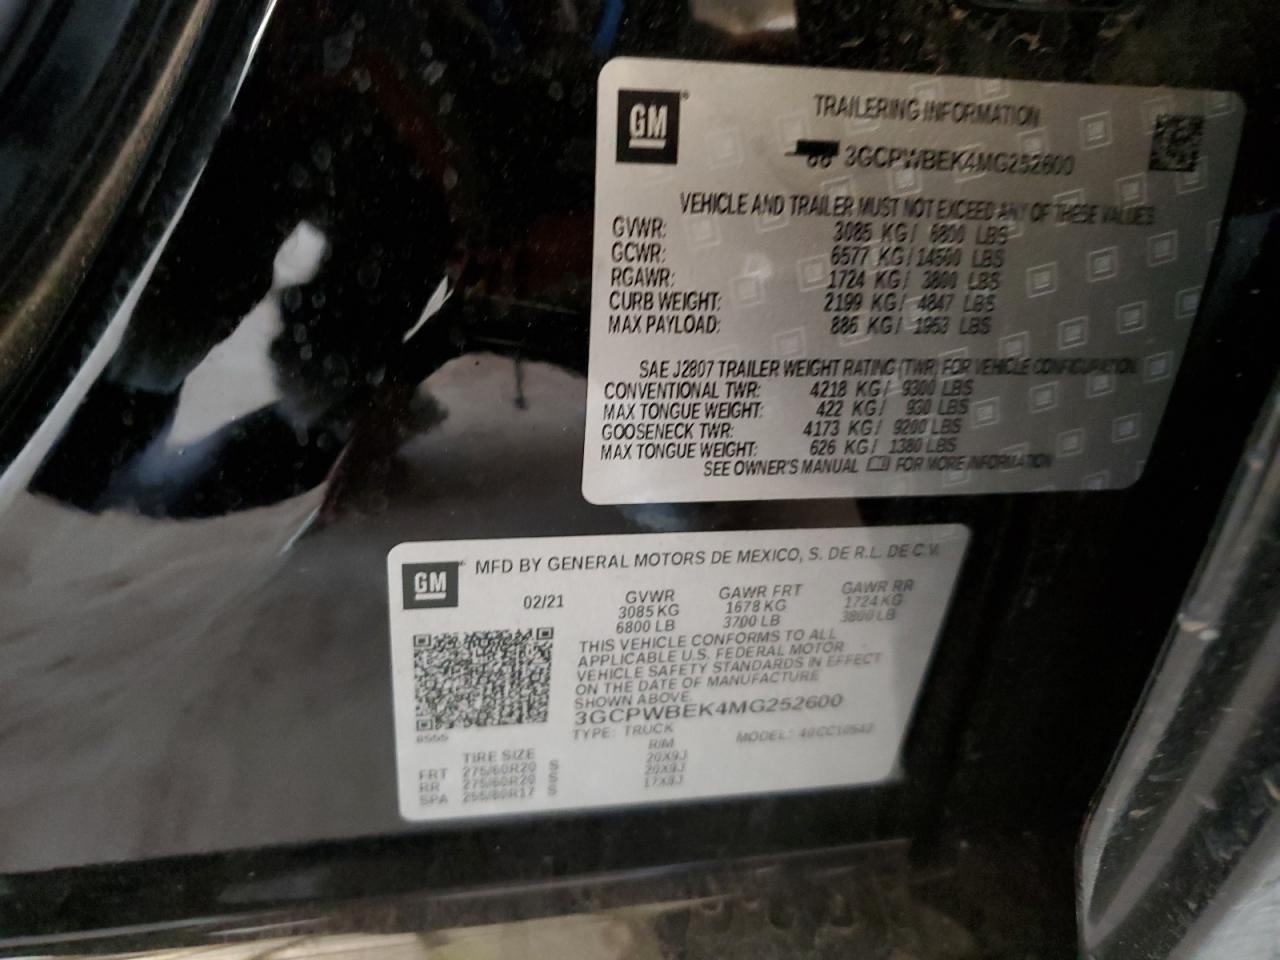 GM
TRAILERING INFORMATION
3GCPWBEK4MG252600
VEHICLE AND TRAILER MUST NOT EXCEED ANY OF THESE VALUES
GVWR: 3085 KG/ 6800 LBS
GCWR: 6577 KG/ 14500 LBS
RGAWR: 1724 KG/ 3800 LBS
CURB WEIGHT: 2199 KG/ 4847 LBS
MAX PAYLOAD: 886 KG/ 1953 LBS
SAE J2807 TRAILER WEIGHT RATING (TWR) FOR VEHICLE CONFIGURATION
CONVENTIONAL TWR: 4218 KG/ 9300 LBS
MAX TONGUE WEIGHT: 422 KG/ 930 LBS
GOOSENECK TWR: 4173 KG/ 9200 LBS
MAX TONGUE WEIGHT: 626 KG/ 1380 LBS
SEE OWNER'S MANUAL FOR MORE INFORMATION
GM
MFD BY GENERAL MOTORS DE MEXICO, S. DE R.L. DE C.V.
02/21
GVWR GAWR FRT GAWR RR
3085 KG 1678 KG 1724 KG
6800 LB 3700 LB 3800 LB
THIS VEHICLE CONFORMS TO ALL
APPLICABLE U.S. FEDERAL MOTOR
VEHICLE SAFETY STANDARDS IN EFFECT
ON THE DATE OF MANUFACTURE
SHOWN ABOVE.
3GCPWBEK4MG252600
TYPE: TRUCK MODEL:
TIRE SIZE RIM
FRT 275/60R20 S 20X9J
RR 275/60R20 S 20X9J
SPA 255/80R17 S 17X8J